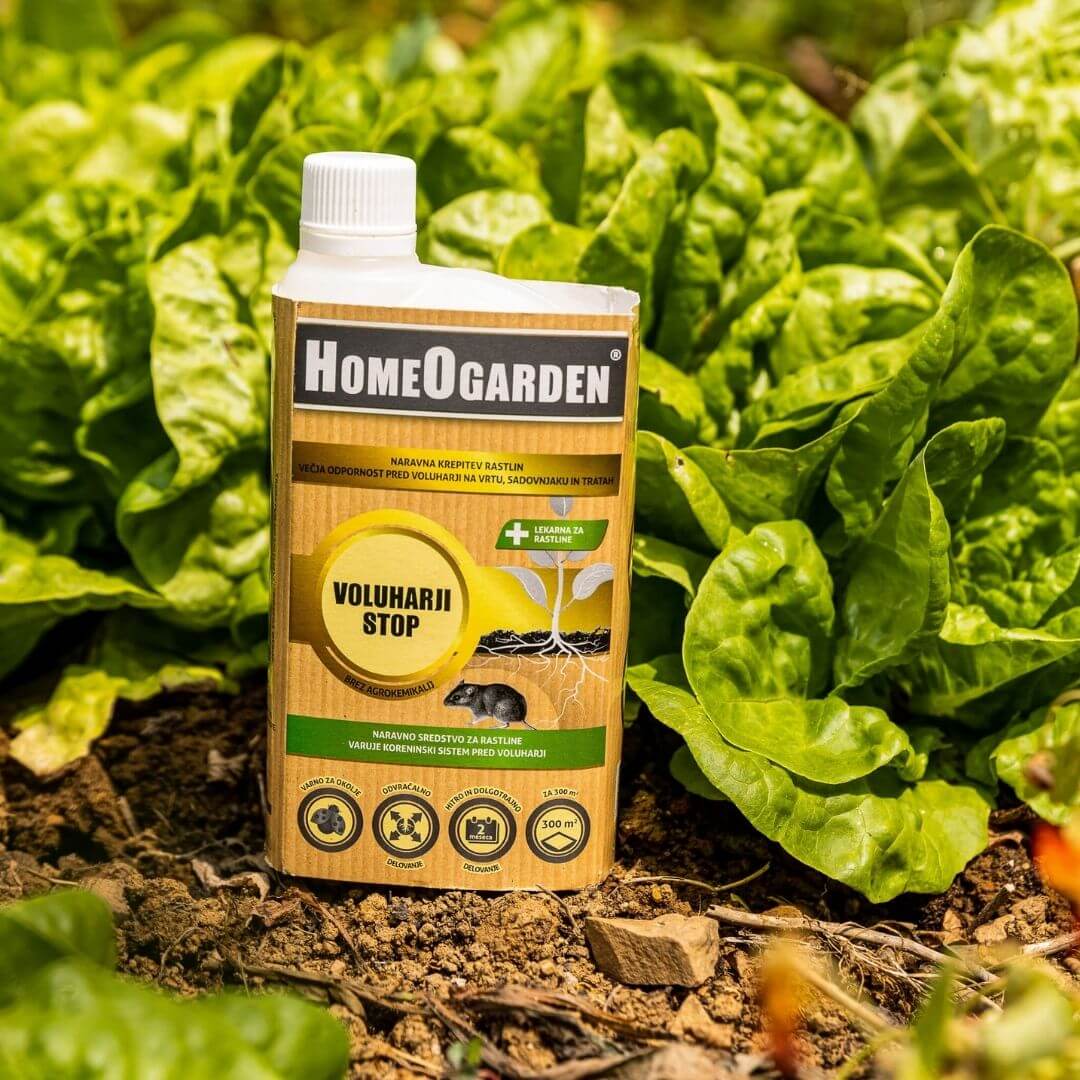 HOMEOGARDEN®
NARAVNA KREPITEV RASTLIN
VEČJA ODPORNOST PRED VOLUHARJI NA VRTU, SADOVNJAKU IN TRATAH
LEKARNA ZA
RASTLINE
VOLUHARJI
STOP
BREZ AGROKEMIKALIJ
NARAVNO SREDSTVO ZA RASTLINE
VARUJE KORENINSKI SISTEM PRED VOLUHARJI
VARNO ZA OKOLJE
ODVRAČALNO
DELOVANJE
HITRO IN DOLGOTRAJNO
2
meseca
DELOVANJE
ZA 300 m²
300 m²